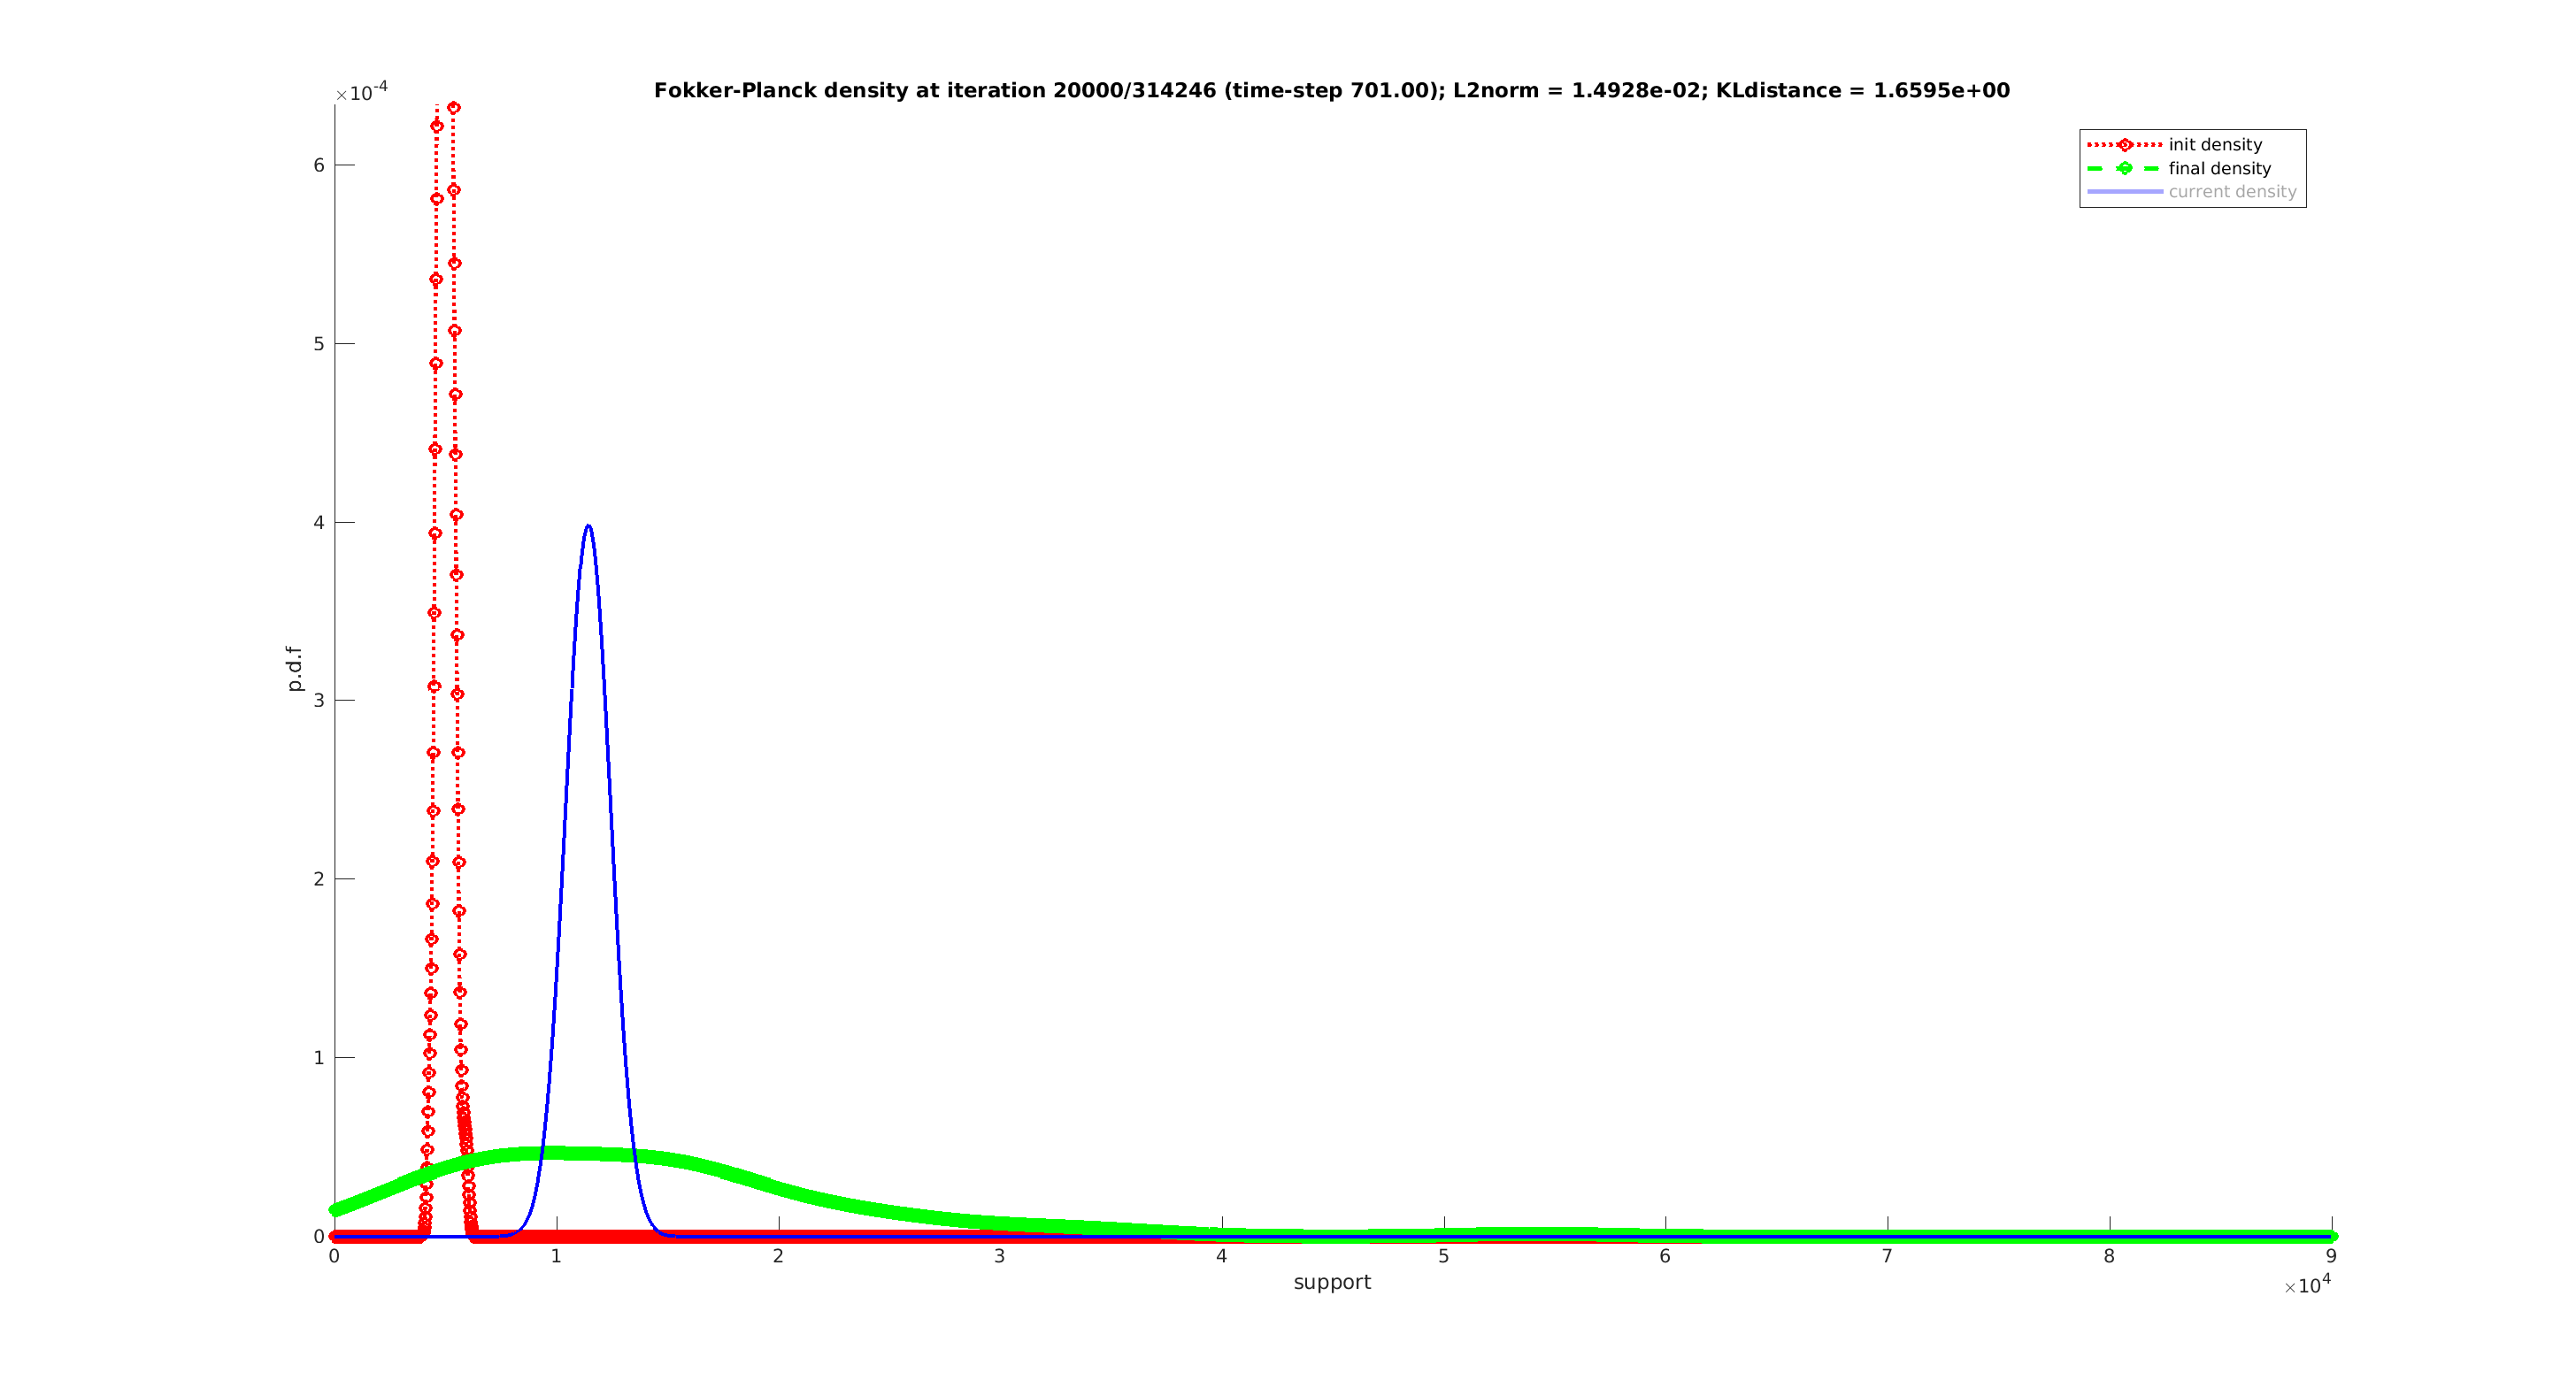 ×10-4
Fokker-Planck density at iteration 20000/314246 (time-step 701.00); L2norm = 1.4928e-02; KLdistance = 1.6595e+00
init density
final density
current density
6
5
4
3
2
1
0
p.d.f
0 1 2 3 4 5 6 7 8 9
support
×104